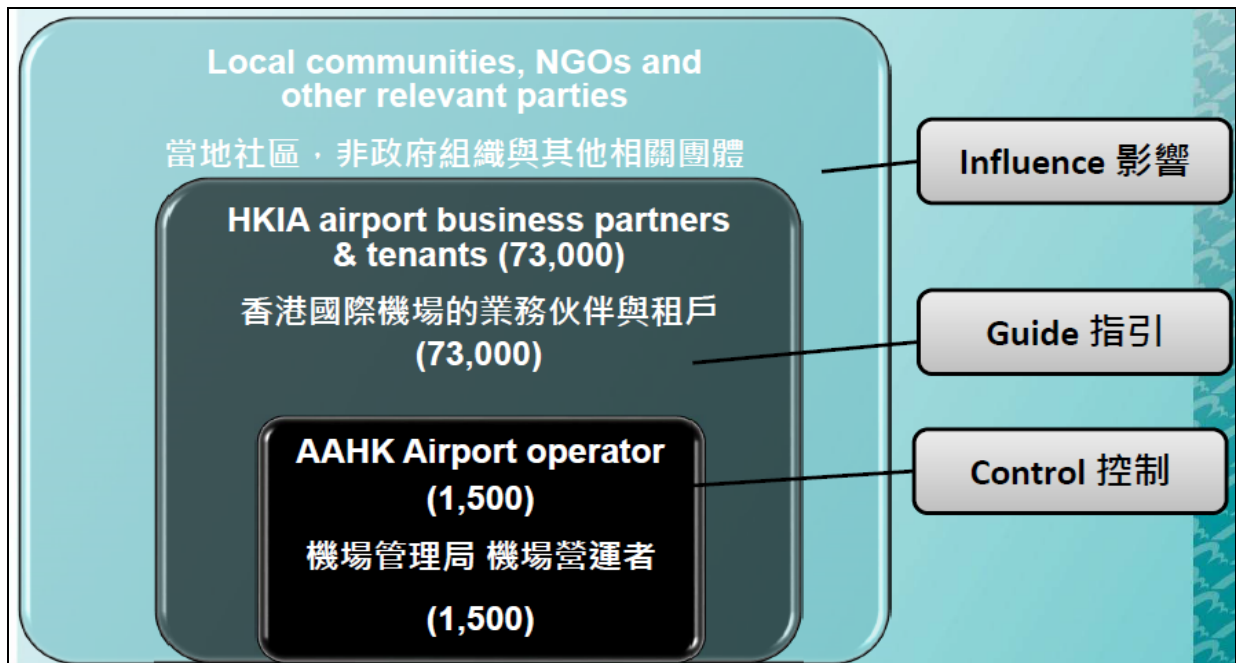 Local communities, NGOs and
other relevant parties
當地社區，非政府組織與其他相關團體
Influence 影響
HKIA airport business partners
& tenants (73,000)
香港國際機場的業務伙伴與租戶
(73,000)
Guide 指引
AAHK Airport operator
(1,500)
機場管理局 機場營運者
(1,500)
Control 控制